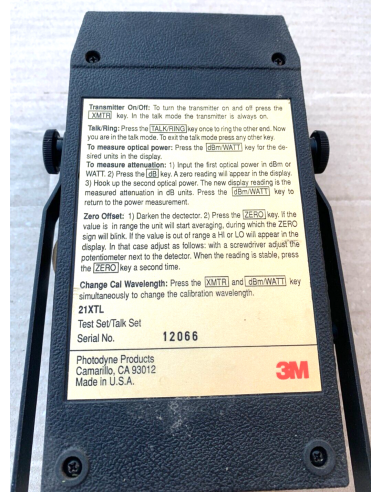 Transmitter On/Off: To turn the transmitter on and off press the
XMTR key. In the talk mode the transmitter is always on.
Talk/Ring: Press the TALK/RING key once to ring the other end. Now
you are in the talk mode. To exit the talk mode press any other key.
To measure optical power: Press the dBm/WATT key for the de-
sired units in the display.
To measure attenuation: 1) Input the first optical power in dBm or
WATT. 2) Press the dB key. A zero reading will appear in the display.
3) Hook up the second optical power. The new display reading is the
measured attenuation in dB units. Press the dBm/WATT key to
return to the power measurement.
Zero Offset: 1) Darken the dectector. 2) Press the ZERO key. If the
value is in range the unit will start averaging, during which the ZERO
sign will blink. If the value is out of range a HI or LO will appear in the
display. In that case adjust as follows: with a screwdriver adjust the
potentiometer next to the detector. When the reading is stable, press
the ZERO key a second time.
Change Cal Wavelength: Press the XMTR and dBm/WATT key
simultaneously to change the calibration wavelength.
21XTL
Test Set/Talk Set
Serial No. 12066
Photodyne Products
Camarillo, CA 93012
Made in U.S.A.
3M